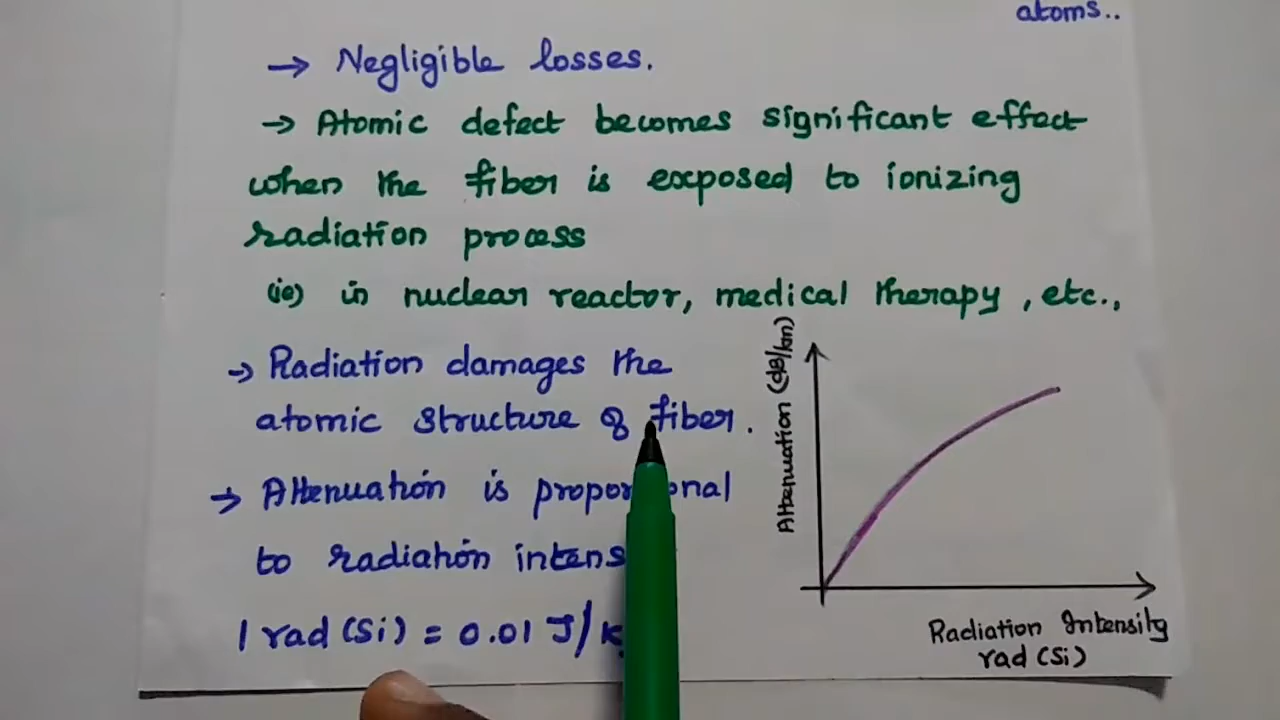 atoms..
→ Negligible losses.
→ Atomic defect becomes significant effect
when the fiber is exposed to ionizing
radiation process
(ie) in nuclear reactor, medical therapy, etc.,
→ Radiation damages the
atomic structure of fiber.
→ Attenuation is
to radiation
1 rad (Si) = 0.01 J/
Attenuation (dB/km)
Radiation Intensity
rad (Si)